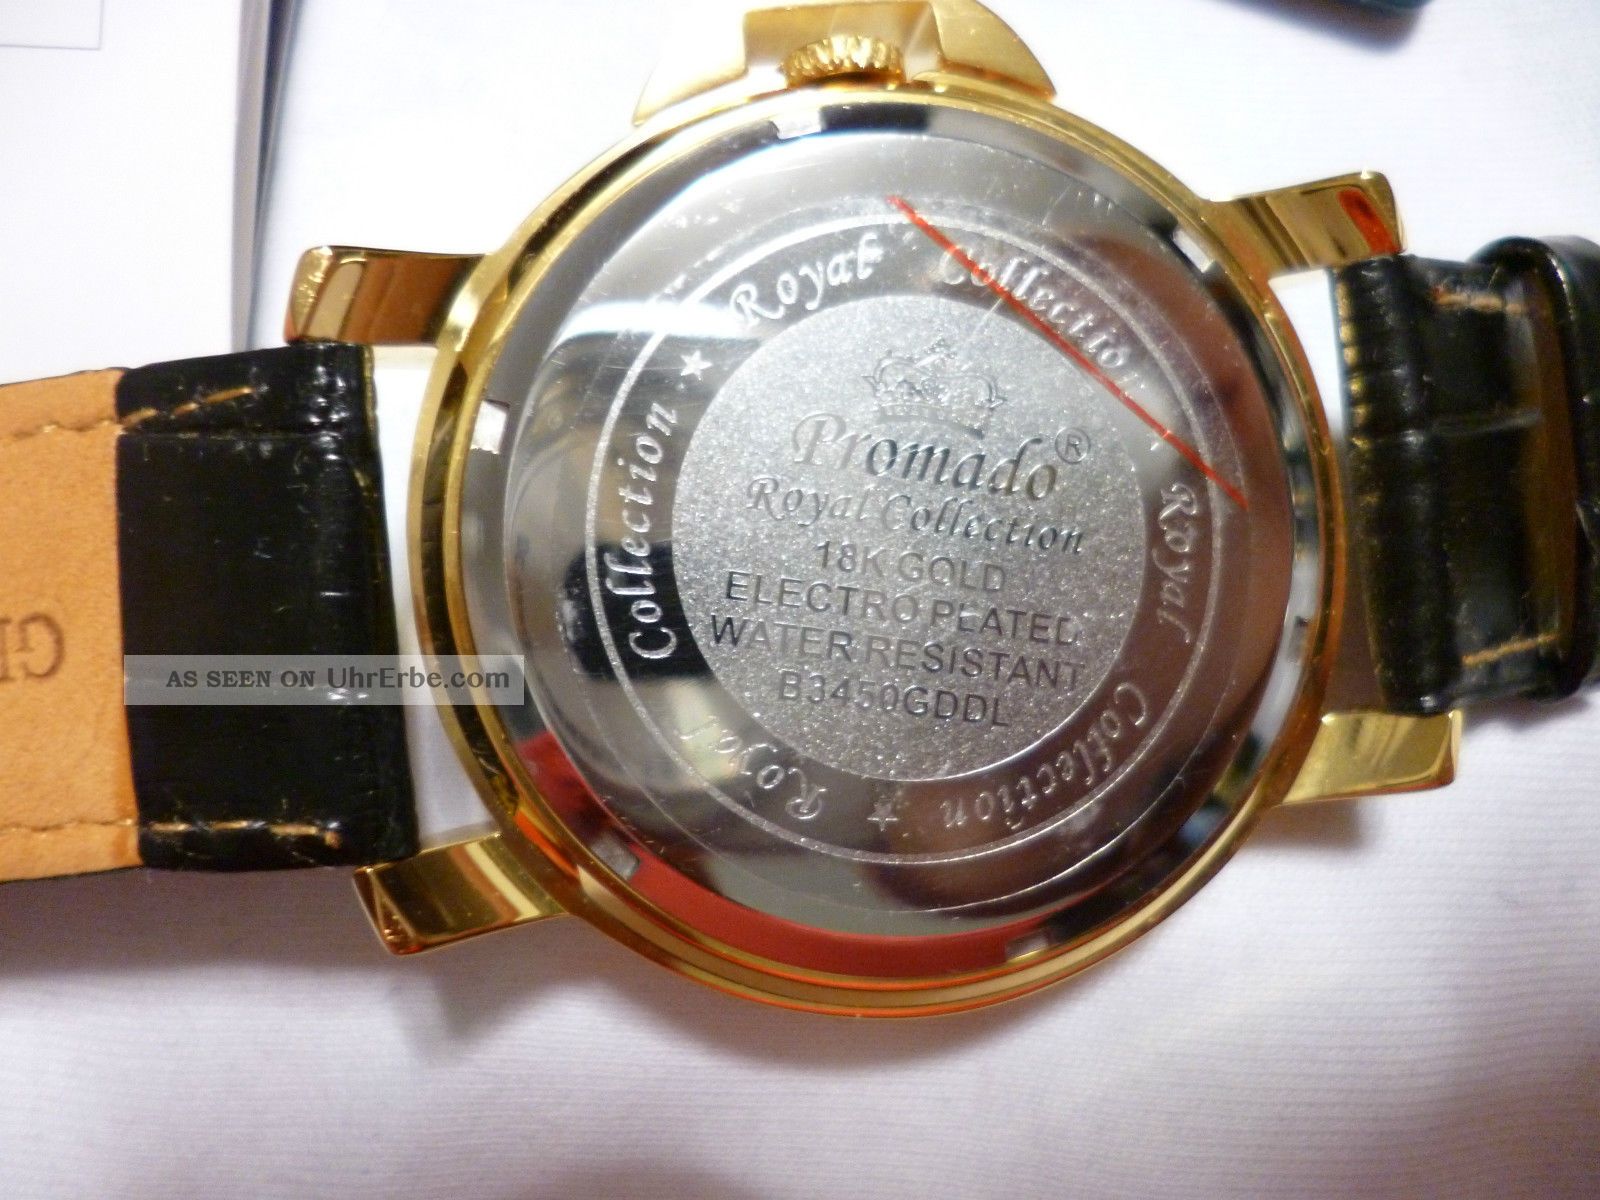 Royal Collection
Royal Collection
Royal Collection
Promado®
Royal Collection
18K GOLD
ELECTRO PLATED
WATER RESISTANT
B3450GDDL
AS SEEN ON UhrErbe.com